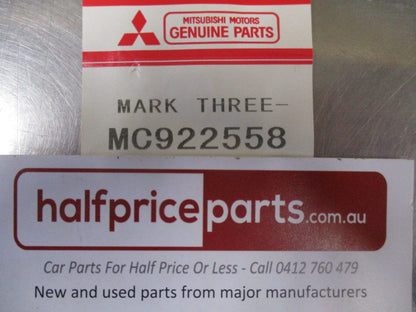 MITSUBISHI MOTORS
GENUINE PARTS
MARK THREE-
MC922558
halfpriceparts.com.au
Car Parts For Half Price Or Less - Call 0412 760 479
New and used parts from major manufacturers